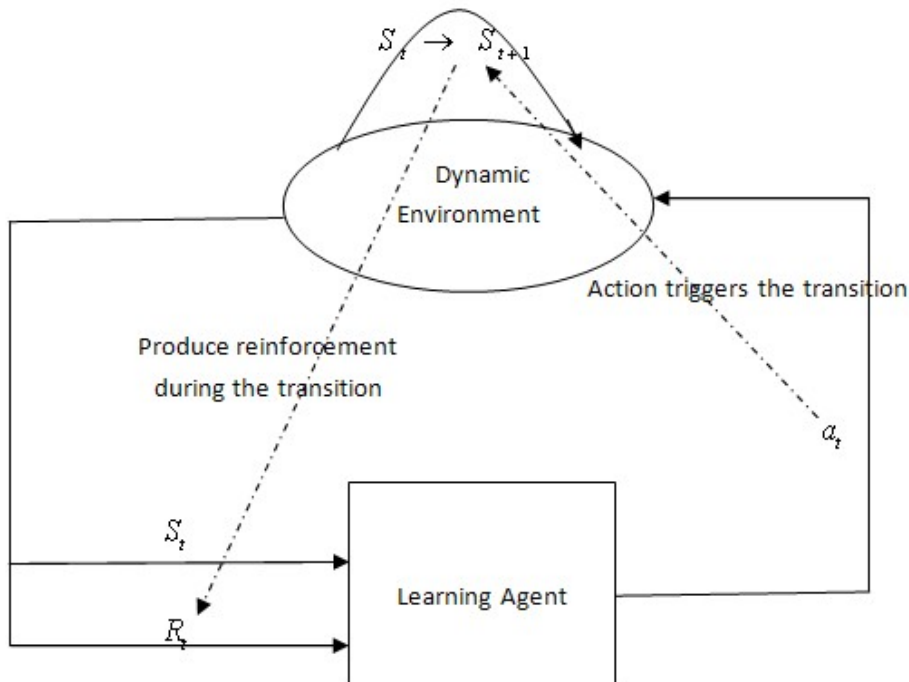 S_t → S_{t+1}
Dynamic
Environment
Action triggers the transition
Produce reinforcement
during the transition
a_t
S_t
Learning Agent
R_t